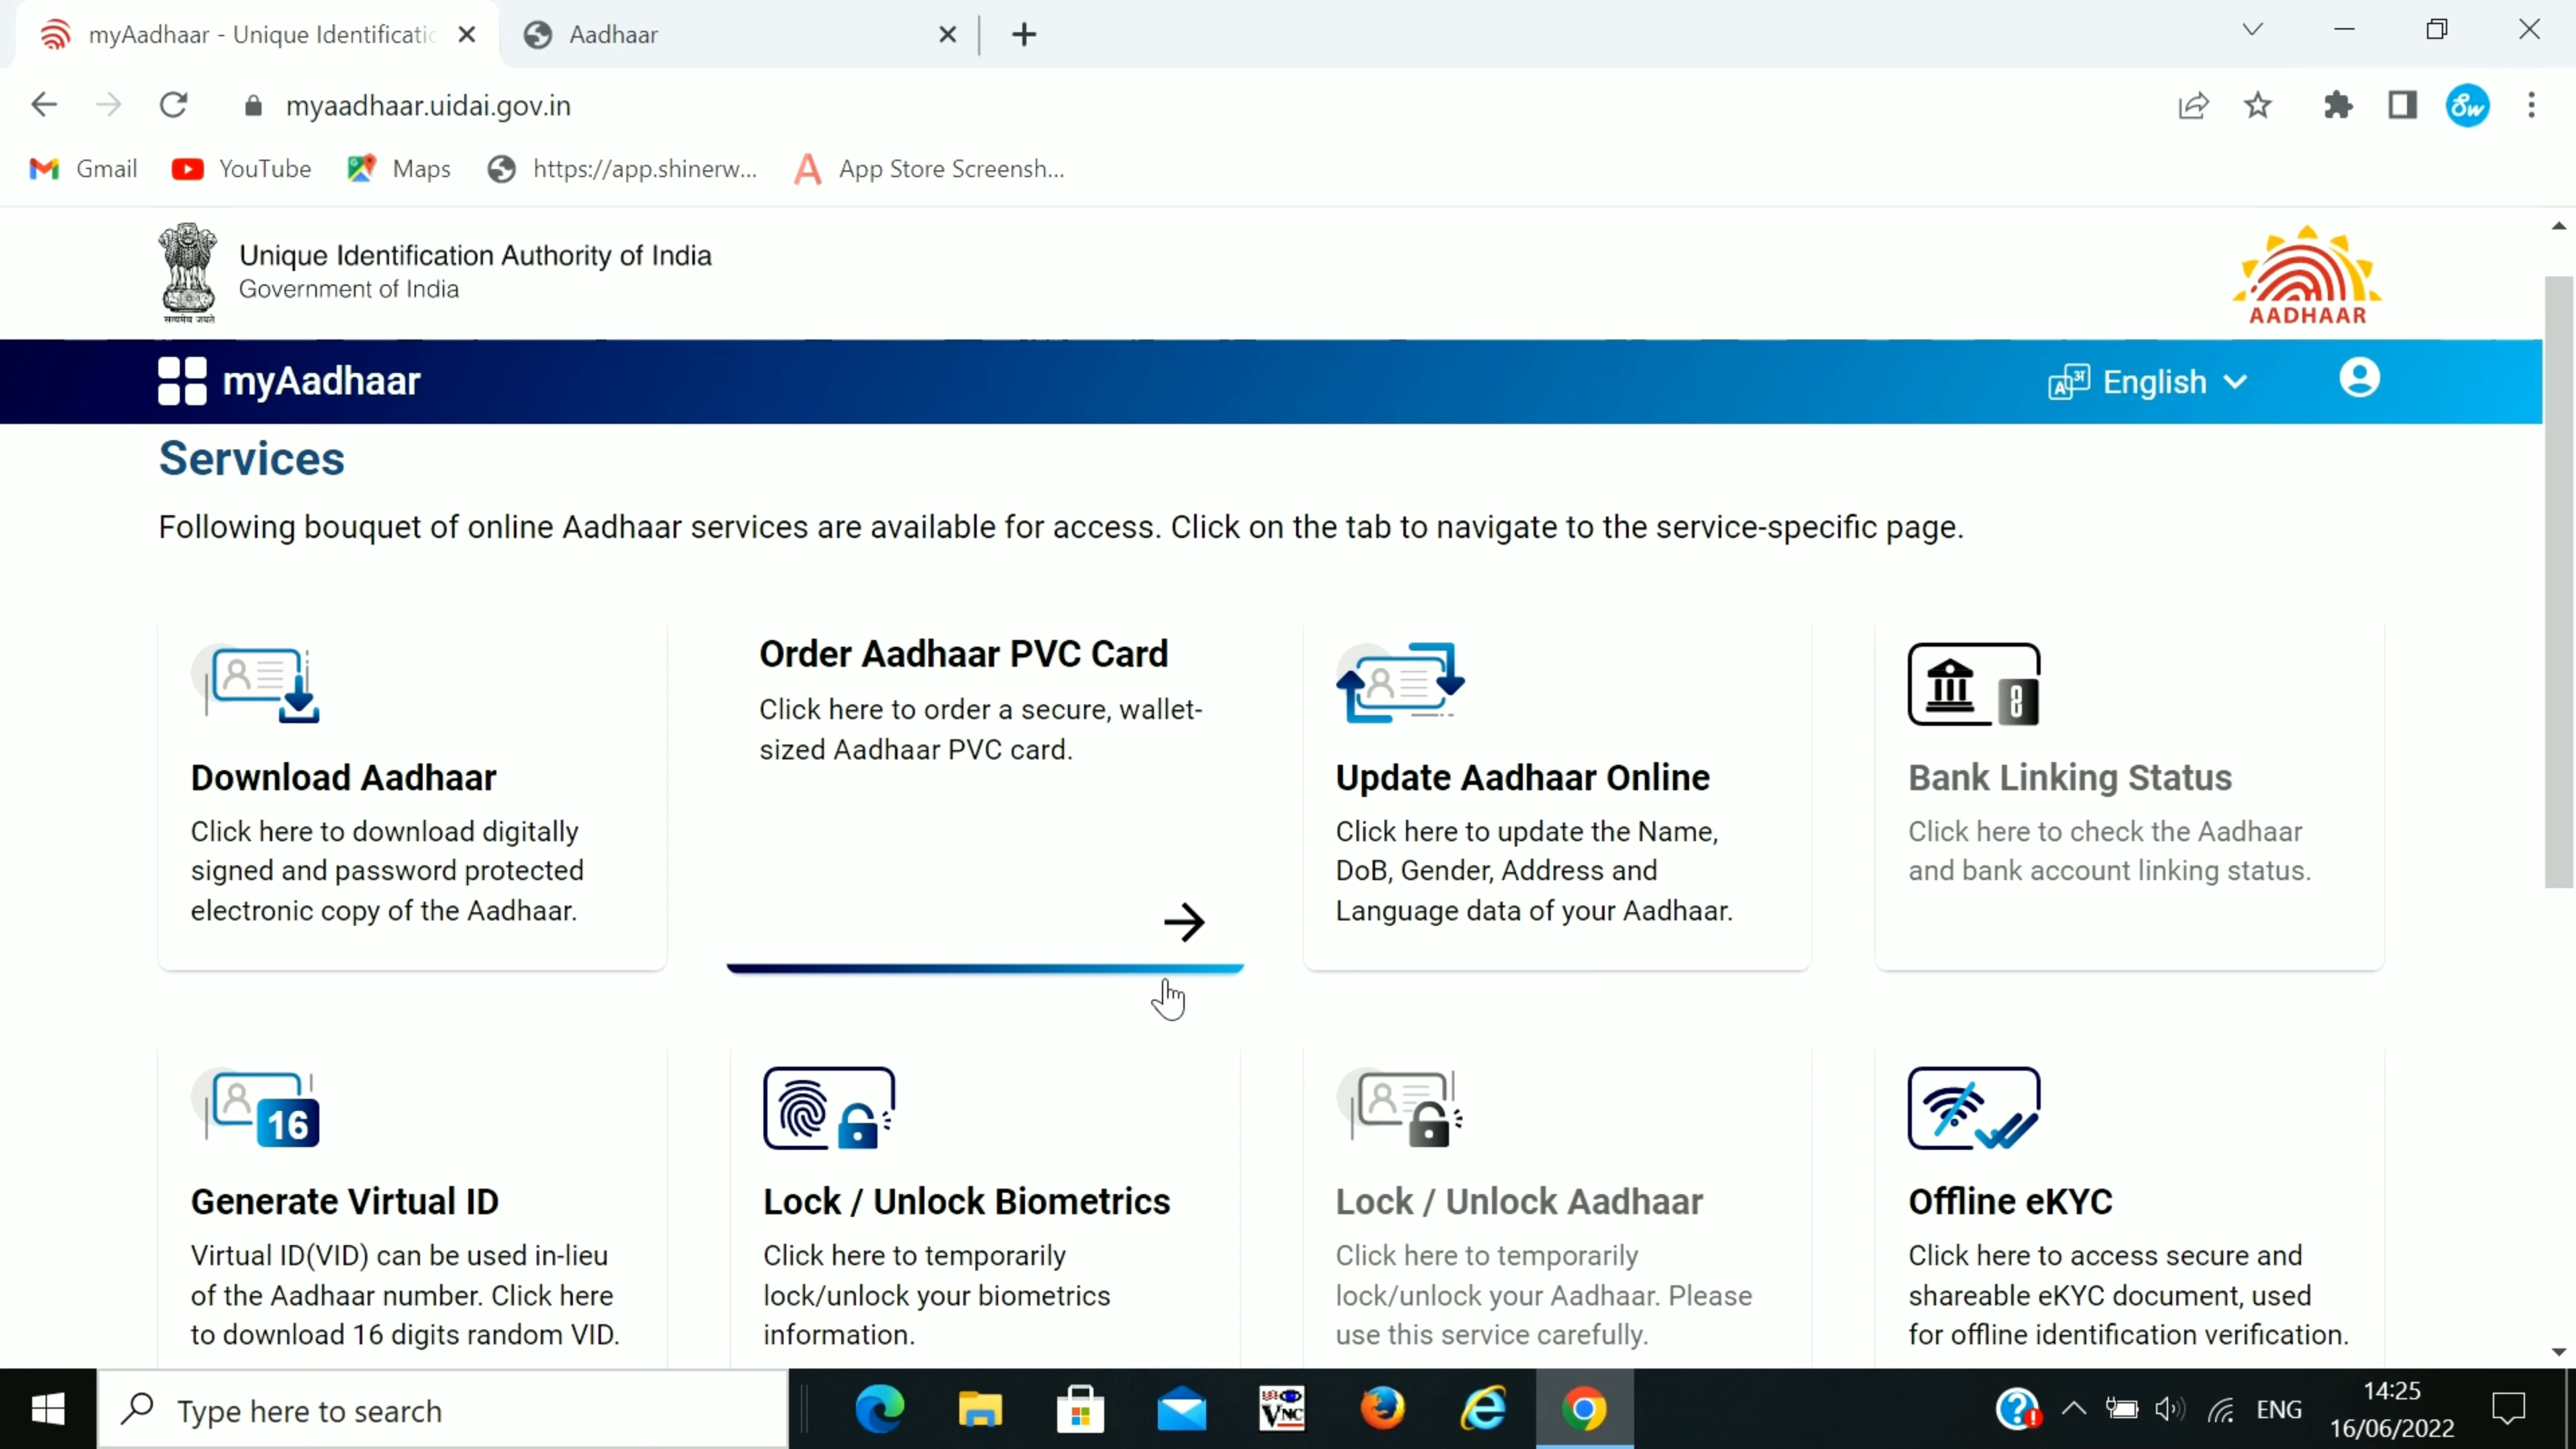 myAadhaar - Unique Identificatic
Aadhaar
myaadhaar.uidai.gov.in
Sw
Gmail
YouTube
Maps
https://app.shinerw...
App Store Screensh...
Unique Identification Authority of India
Government of India
सत्यमेव जयते
AADHAAR
myAadhaar
English
Services
Following bouquet of online Aadhaar services are available for access. Click on the tab to navigate to the service-specific page.
Download Aadhaar
Click here to download digitally
signed and password protected
electronic copy of the Aadhaar.
Order Aadhaar PVC Card
Click here to order a secure, wallet-
sized Aadhaar PVC card.
Update Aadhaar Online
Click here to update the Name,
DoB, Gender, Address and
Language data of your Aadhaar.
Bank Linking Status
Click here to check the Aadhaar
and bank account linking status.
16
Generate Virtual ID
Virtual ID(VID) can be used in-lieu
of the Aadhaar number. Click here
to download 16 digits random VID.
Lock / Unlock Biometrics
Click here to temporarily
lock/unlock your biometrics
information.
Lock / Unlock Aadhaar
Click here to temporarily
lock/unlock your Aadhaar. Please
use this service carefully.
Offline eKYC
Click here to access secure and
shareable eKYC document, used
for offline identification verification.
Type here to search
VNC
ENG
14:25
16/06/2022